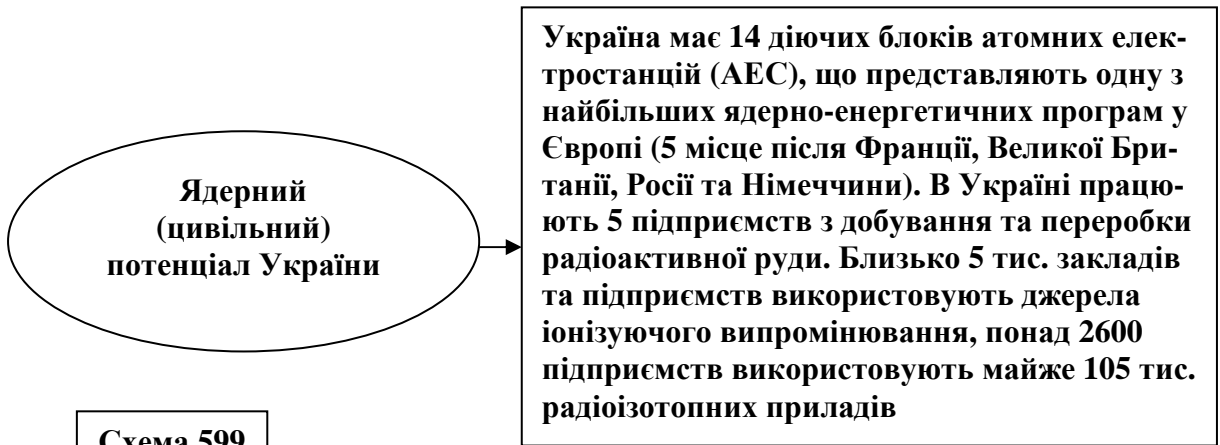 Україна має 14 діючих блоків атомних елек-
тростанцій (АЕС), що представляють одну з
найбільших ядерно-енергетичних програм у
Європі (5 місце після Франції, Великої Бри-
танії, Росії та Німеччини). В Україні працю-
ють 5 підприємств з добування та переробки
радіоактивної руди. Близько 5 тис. закладів
та підприємств використовують джерела
іонізуючого випромінювання, понад 2600
підприємств використовують майже 105 тис.
радіоізотопних приладів
Ядерний
(цивільний)
потенціал України
Схема 599